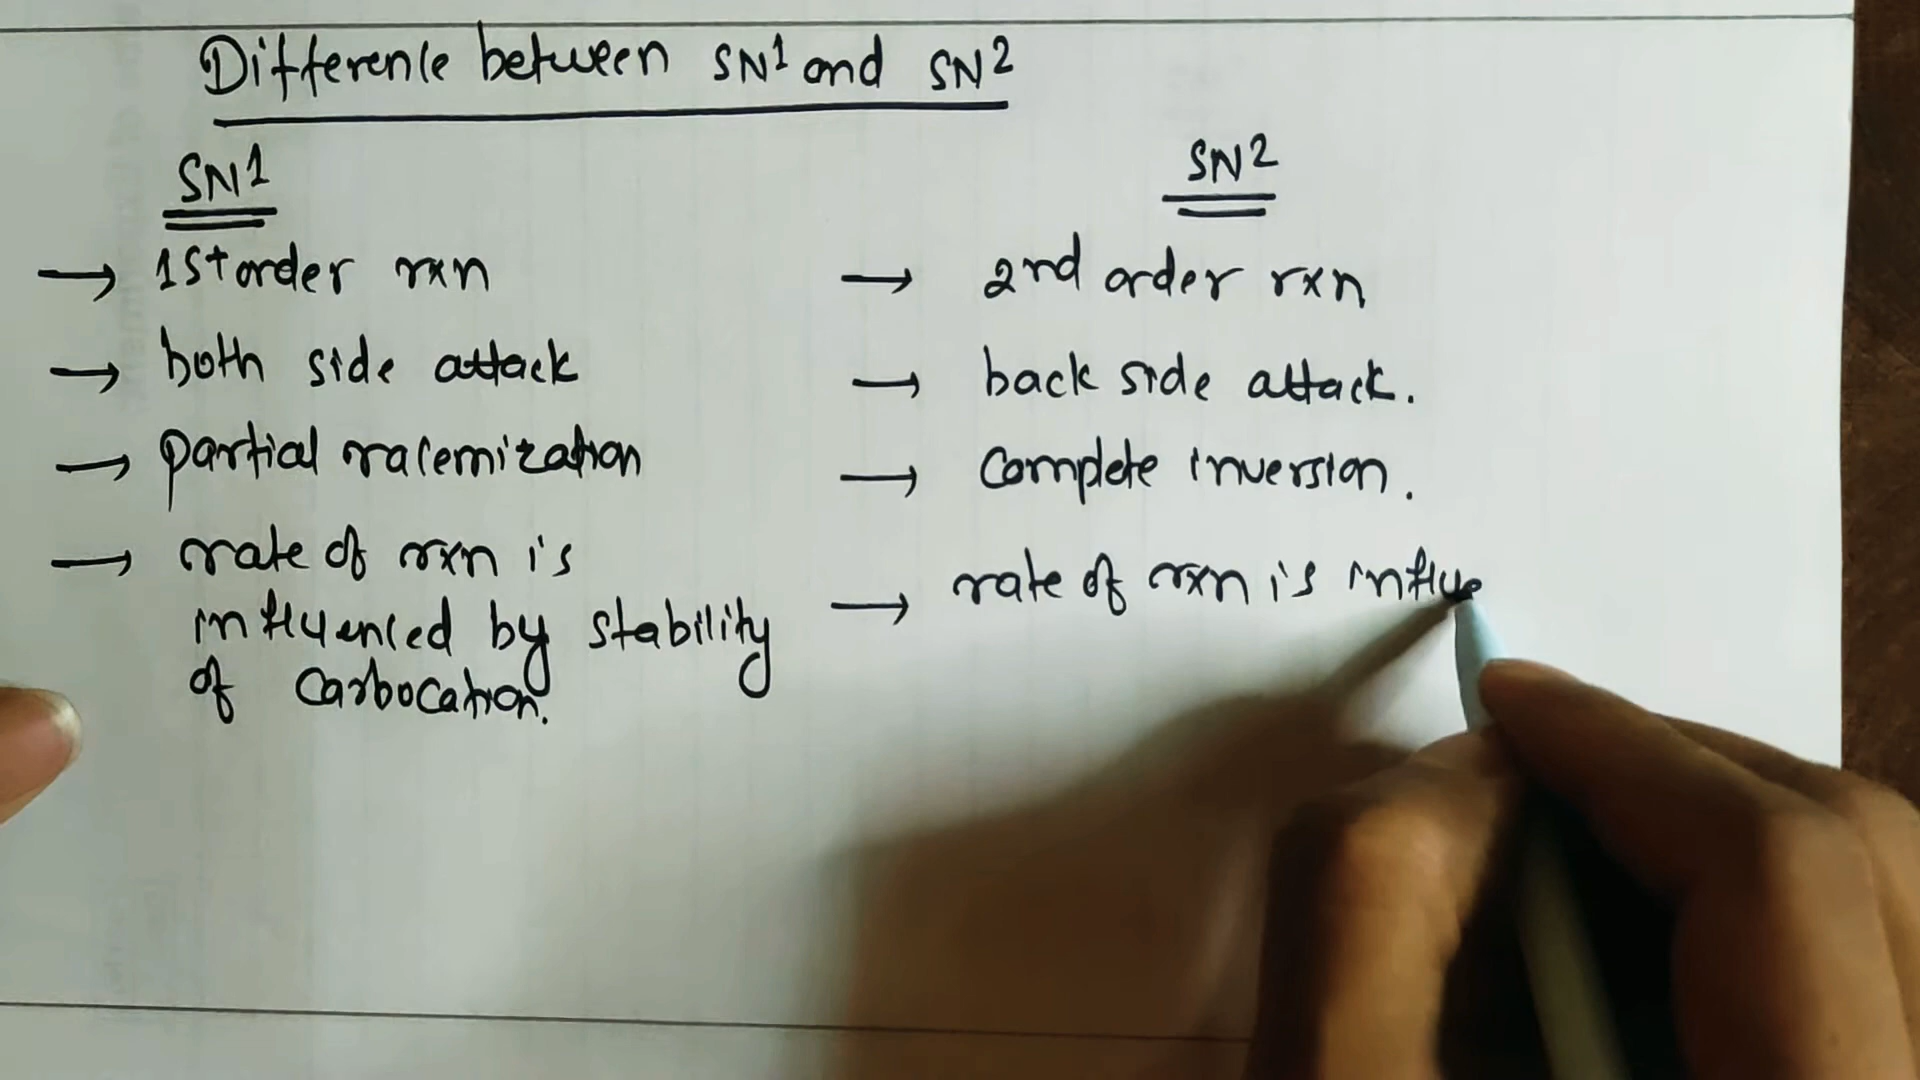 Difference between SN1 and SN2
SN1
→ 1st order rxn
→ both side attack
→ partial racemization
→ rate of rxn is
influenced by stability
of carbocation.
SN2
→ 2nd order rxn
→ back side attack.
→ complete inversion.
→ rate of rxn is influe